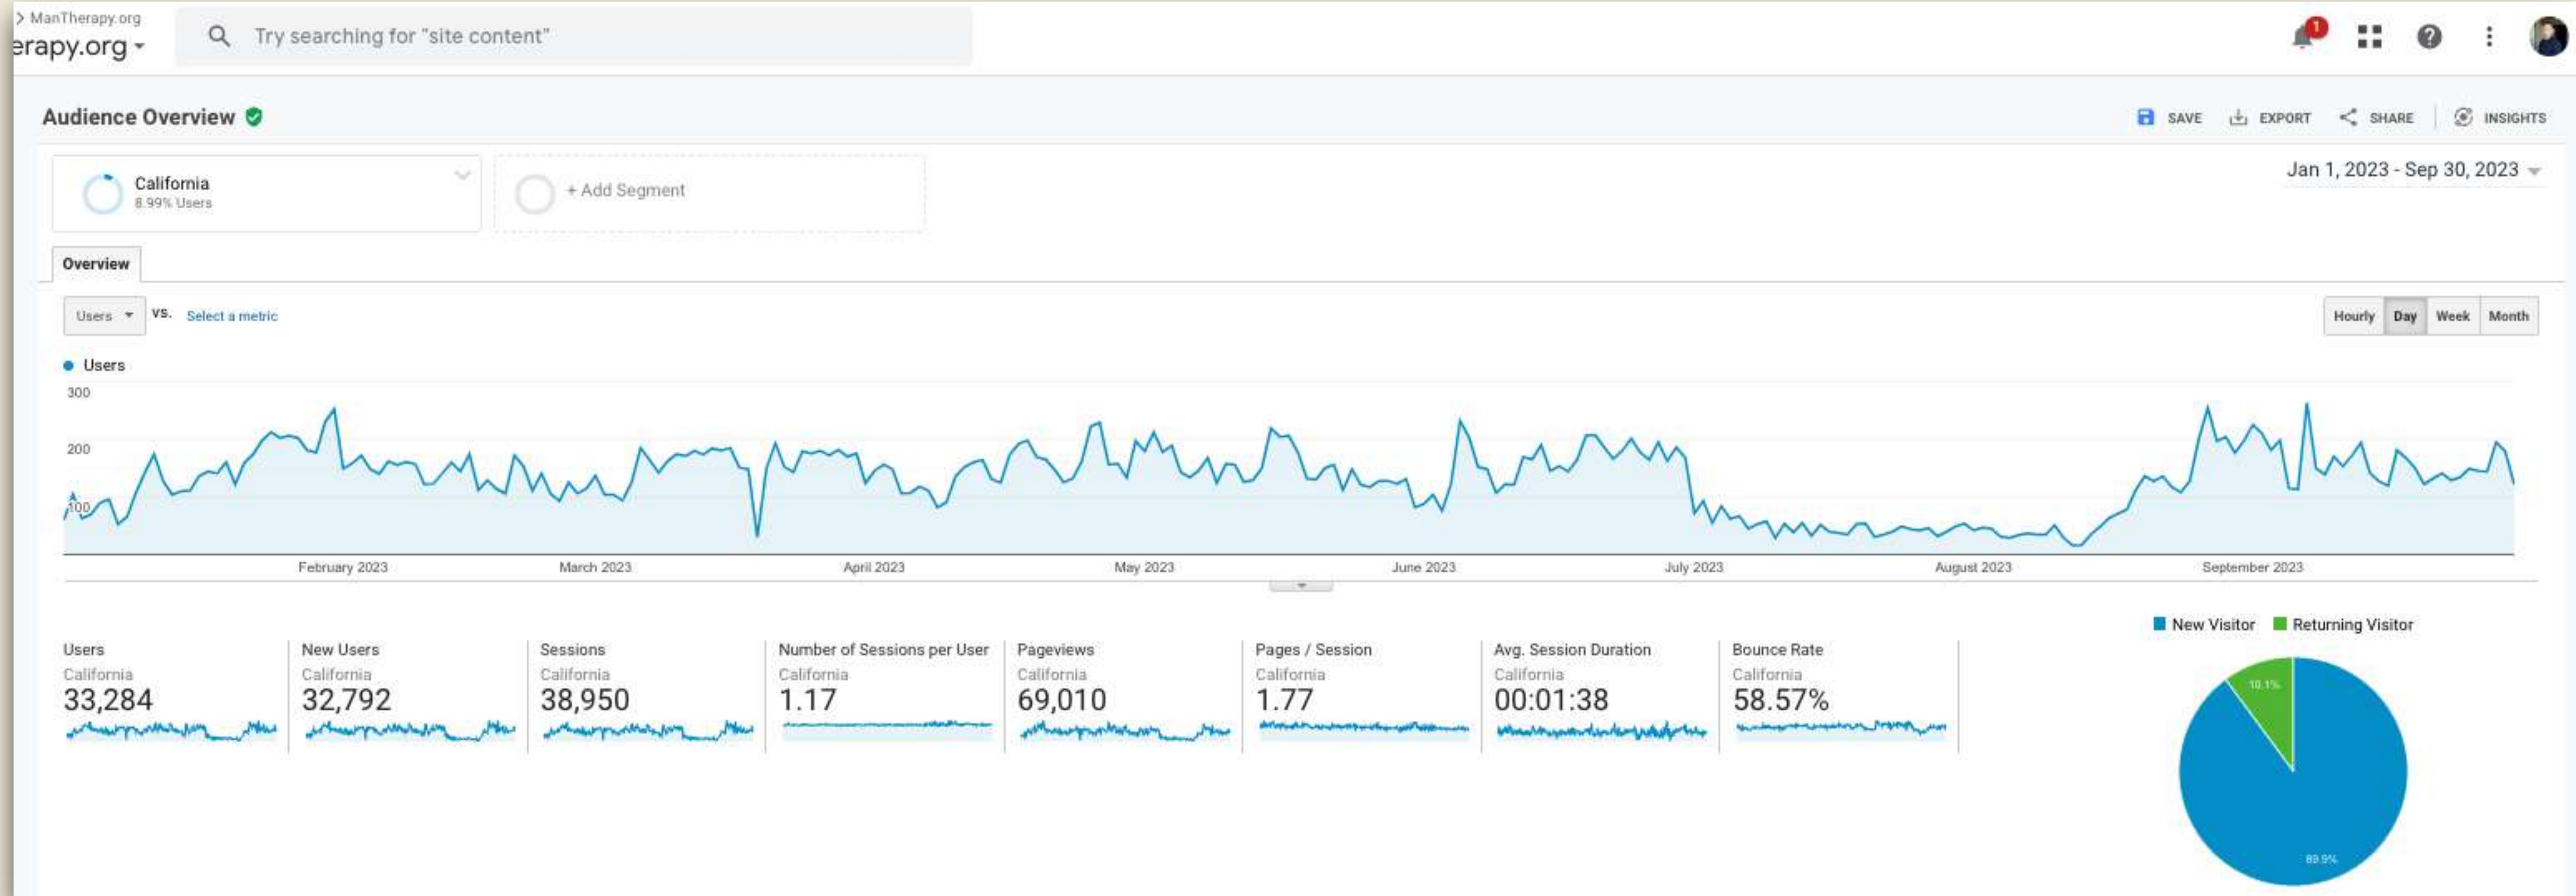 > ManTherapy.org
erapy.org
Try searching for "site content"
1
Audience Overview
SAVE
EXPORT
SHARE
INSIGHTS
California
8.99% Users
+ Add Segment
Jan 1, 2023 - Sep 30, 2023
Overview
Users
VS.
Select a metric
Hourly
Day
Week
Month
Users
300
200
100
February 2023
March 2023
April 2023
May 2023
June 2023
July 2023
August 2023
September 2023
New Visitor
Returning Visitor
Users
California
33,284
New Users
California
32,792
Sessions
California
38,950
Number of Sessions per User
California
1.17
Pageviews
California
69,010
Pages / Session
California
1.77
Avg. Session Duration
California
00:01:38
Bounce Rate
California
58.57%
10.1%
89.9%